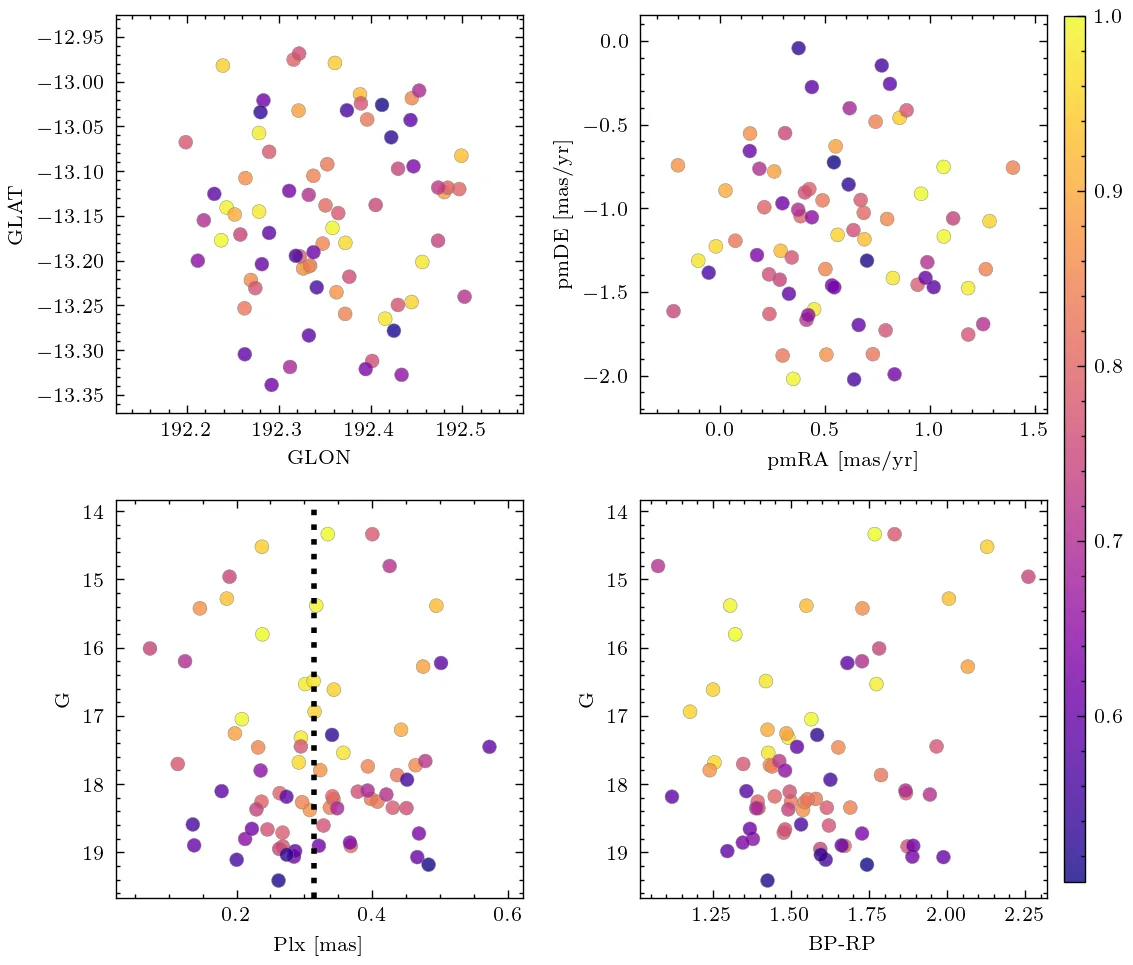 −12.95
−13.00
−13.05
−13.10
−13.15
−13.20
−13.25
−13.30
−13.35
GLAT
192.2 192.3 192.4 192.5
GLON
0.0
−0.5
−1.0
−1.5
−2.0
pmDE [mas/yr]
0.0 0.5 1.0 1.5
pmRA [mas/yr]
14
15
16
17
18
19
G
0.2 0.4 0.6
Plx [mas]
14
15
16
17
18
19
G
1.25 1.50 1.75 2.00 2.25
BP-RP
1.0
0.9
0.8
0.7
0.6